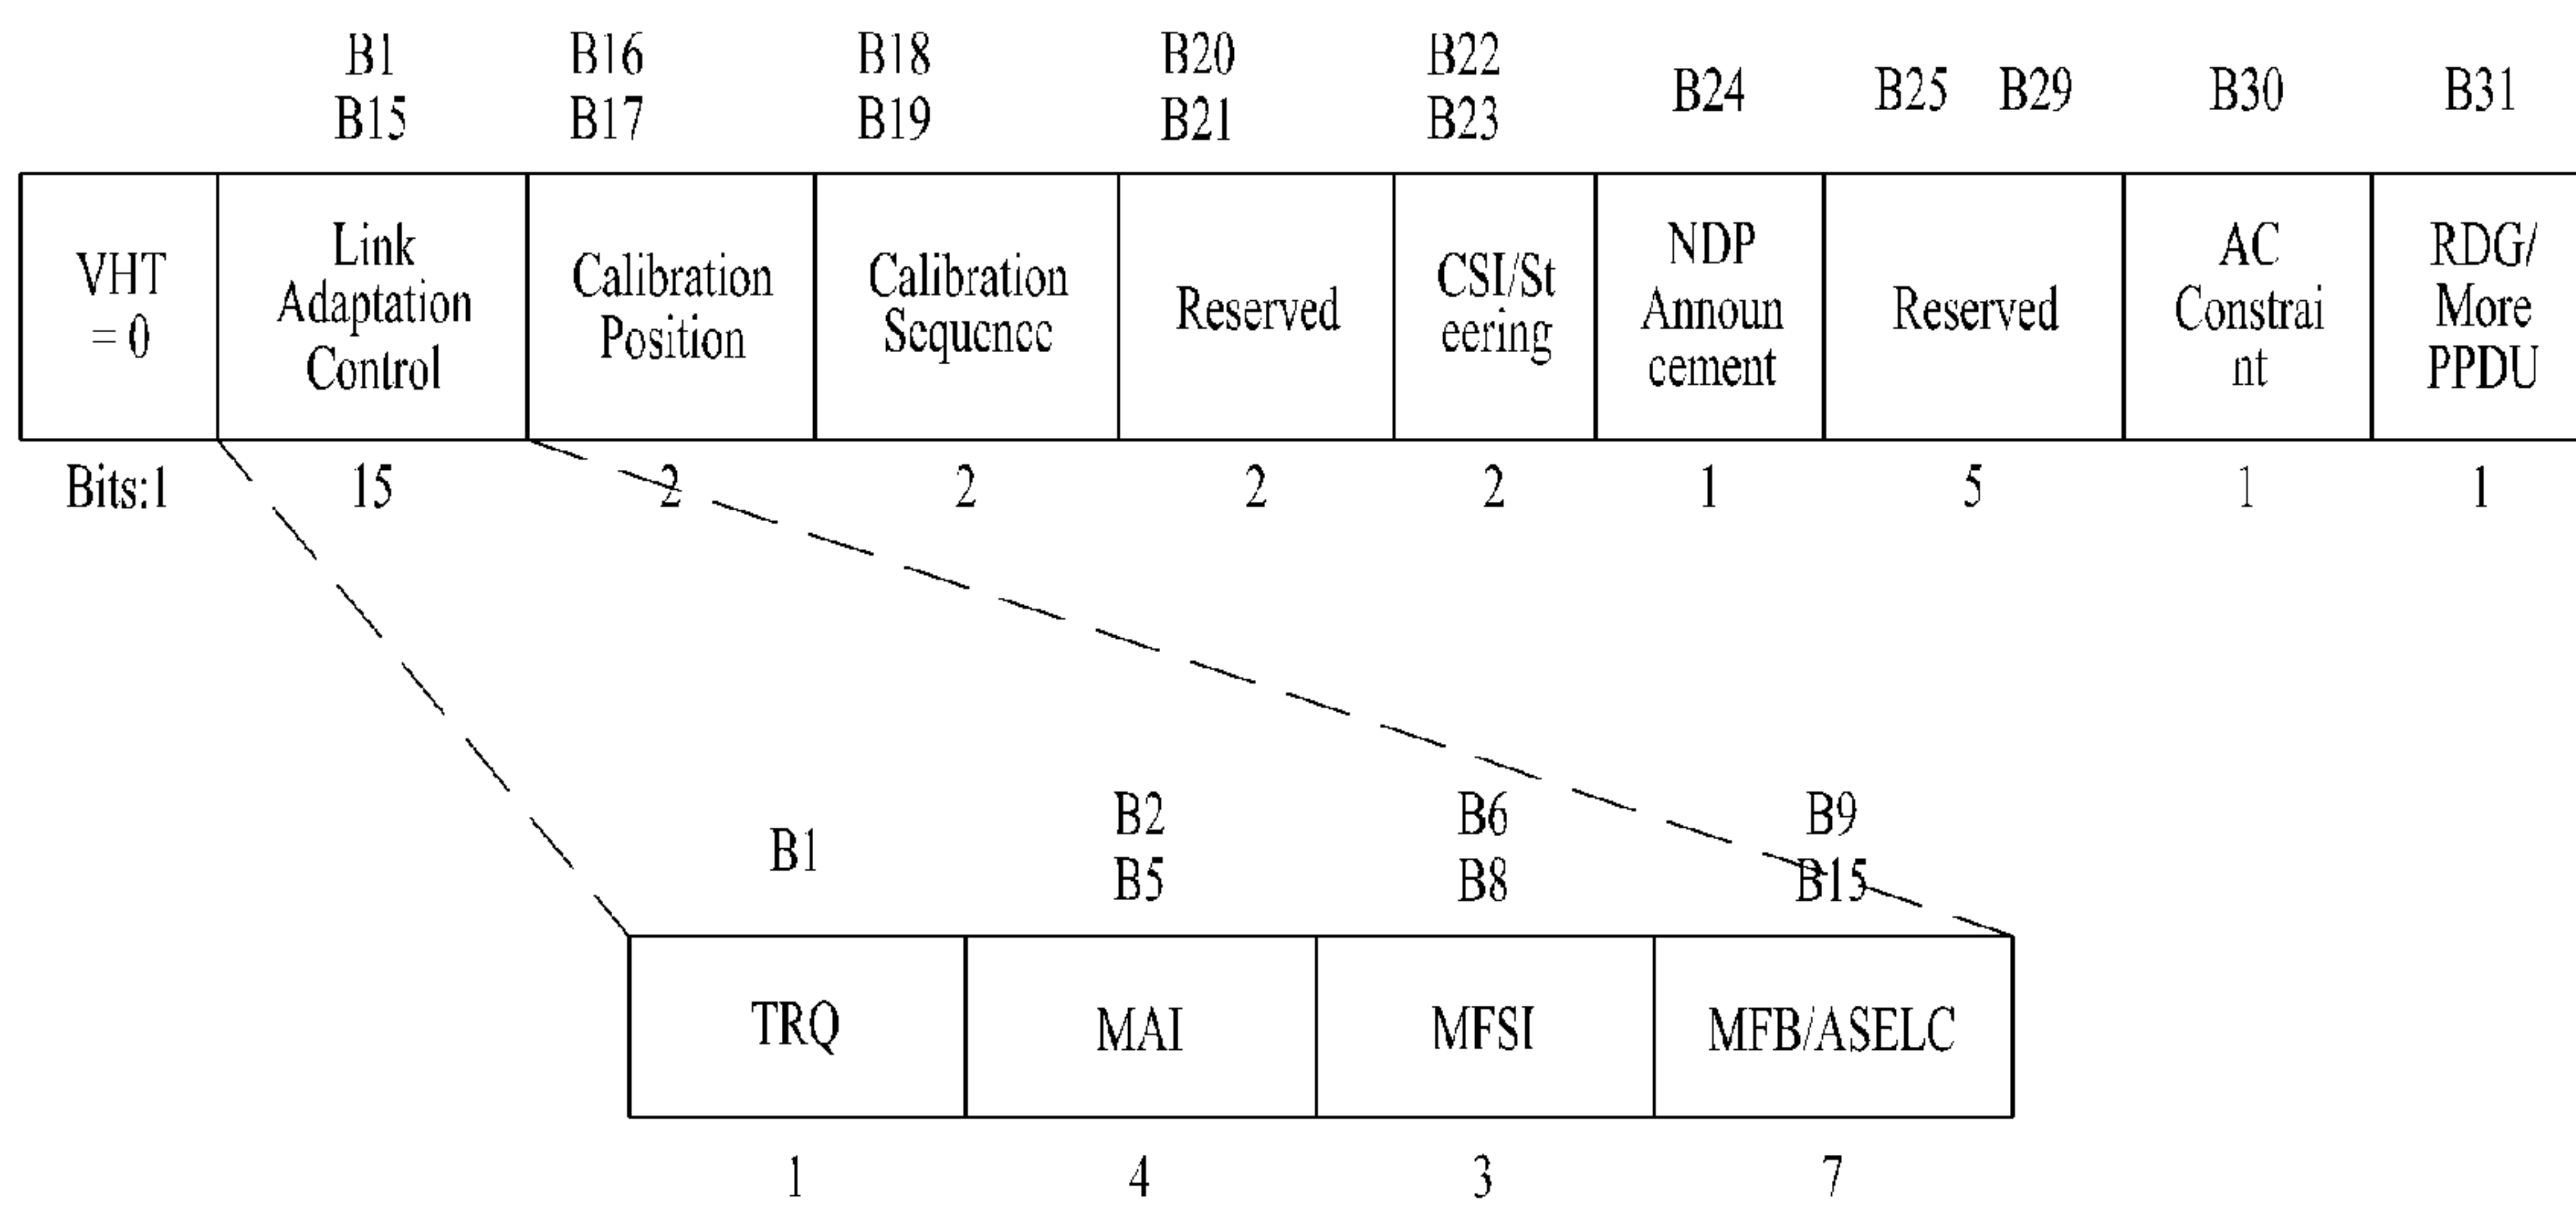 B1 B16 B18 B20 B22
B15 B17 B19 B21 B23 B24 B25 B29 B30 B31
VHT
= 0
Link
Adaptation
Control
Calibration
Position
Calibration
Sequence
Reserved
CSI/St
eering
NDP
Announ
cement
Reserved
AC
Constrai
nt
RDG/
More
PPDU
Bits:1 15 2 2 2 2 1 5 1 1
B1
B2
B5
B6
B8
B9
B15
TRQ MAI MFSI MFB/ASELC
1 4 3 7